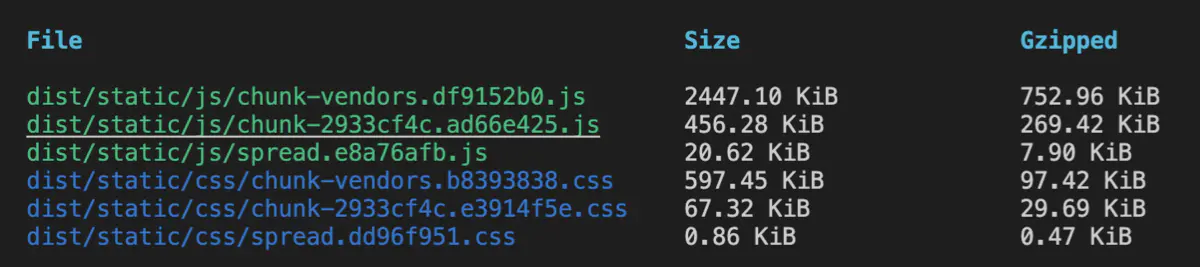 File Size Gzipped
dist/static/js/chunk-vendors.df9152b0.js 2447.10 KiB 752.96 KiB
dist/static/js/chunk-2933cf4c.ad66e425.js 456.28 KiB 269.42 KiB
dist/static/js/spread.e8a76afb.js 20.62 KiB 7.90 KiB
dist/static/css/chunk-vendors.b8393838.css 597.45 KiB 97.42 KiB
dist/static/css/chunk-2933cf4c.e3914f5e.css 67.32 KiB 29.69 KiB
dist/static/css/spread.dd96f951.css 0.86 KiB 0.47 KiB